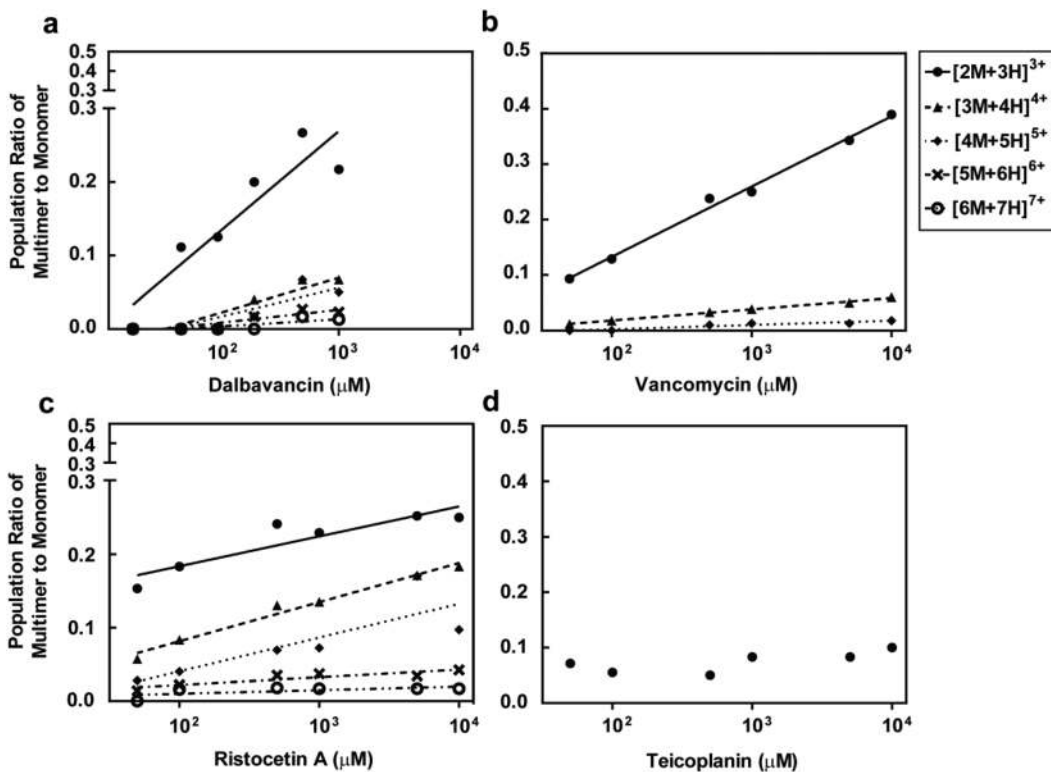 a
Population Ratio of
Multimer to Monomer
0.5
0.4
0.3
0.3
0.2
0.1
0.0
10²
10³
10⁴
Dalbavancin (μM)
b
0.5
0.4
0.3
0.2
0.1
0.0
10²
10³
10⁴
Vancomycin (μM)
[2M+3H]³⁺
[3M+4H]⁴⁺
[4M+5H]⁵⁺
[5M+6H]⁶⁺
[6M+7H]⁷⁺
c
Population Ratio of
Multimer to Monomer
0.5
0.4
0.3
0.3
0.2
0.1
0.0
10²
10³
10⁴
Ristocetin A (μM)
d
0.5
0.4
0.3
0.2
0.1
0.0
10²
10³
10⁴
Teicoplanin (μM)